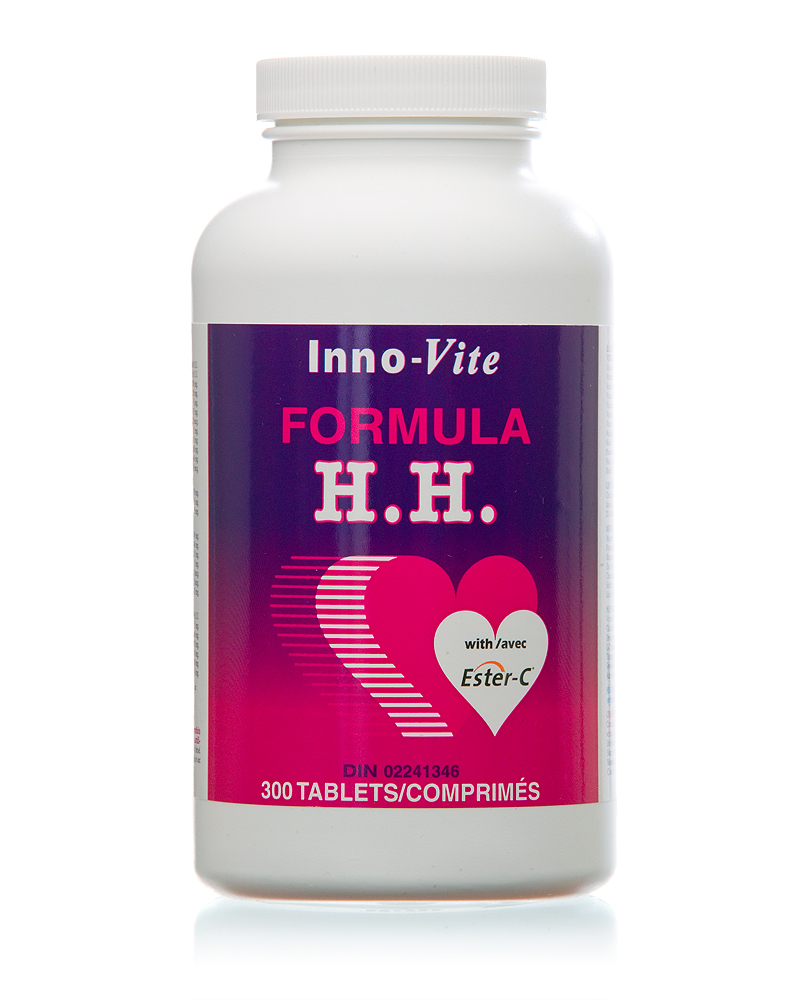 Inno-Vite
FORMULA
H.H.
with/avec
Ester-C®
DIN 02241346
300 TABLETS/COMPRIMÉS